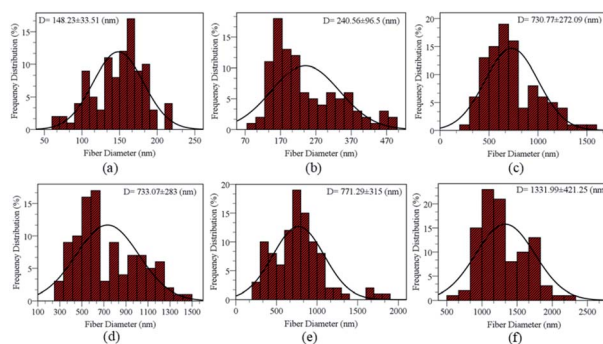 D= 148.23±33.51 (nm)
Frequency Distribution (%)
15
10
5
0
50 100 150 200 250
Fiber Diameter (nm)
(a)
D= 240.56±96.5 (nm)
Frequency Distribution (%)
15
10
5
0
70 170 270 370 470
Fiber Diameter (nm)
(b)
D= 730.77±272.09 (nm)
Frequency Distribution (%)
20
15
10
5
0
0 500 1000 1500
Fiber Diameter (nm)
(c)
D= 733.07±283 (nm)
Frequency Distribution (%)
15
10
5
0
100 300 500 700 900 1100 1300 1500
Fiber Diameter (nm)
(d)
D= 771.29±315 (nm)
Frequency Distribution (%)
20
15
10
5
0
0 500 1000 1500 2000
Fiber Diameter (nm)
(e)
D= 1331.99±421.25 (nm)
Frequency Distribution (%)
20
15
10
5
0
500 1000 1500 2000 2500
Fiber Diameter (nm)
(f)